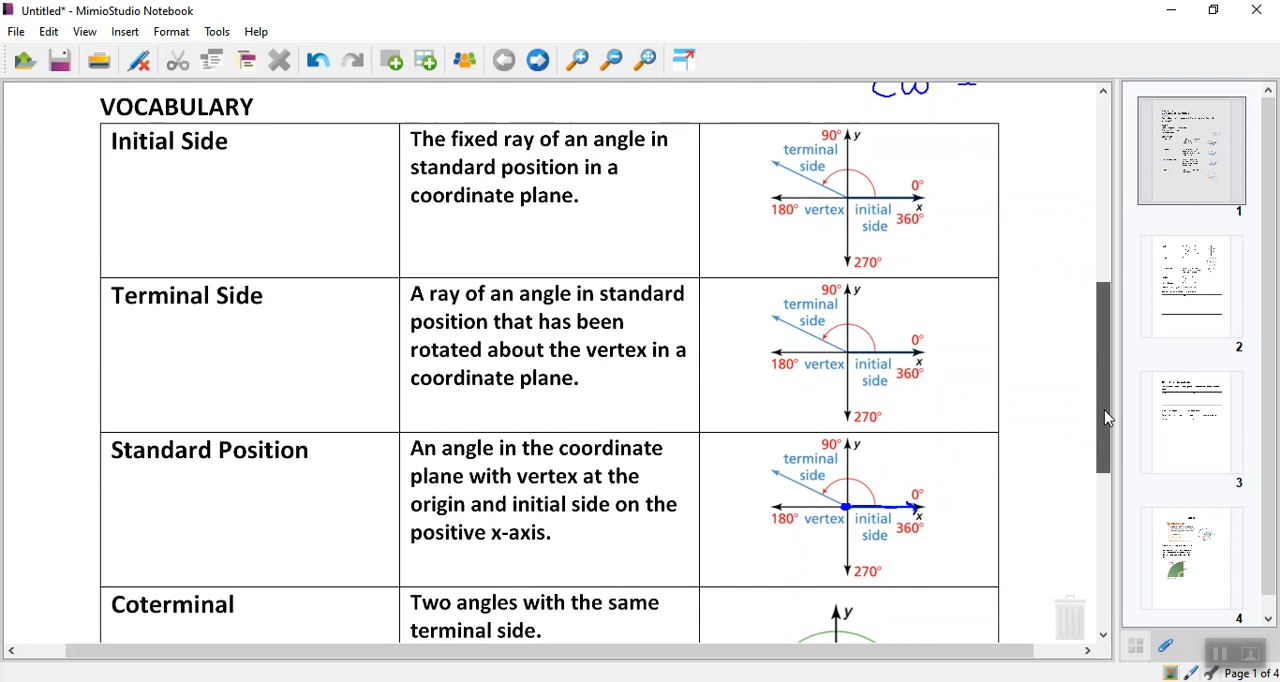 Untitled* - MimioStudio Notebook
File Edit View Insert Format Tools Help
CW =
VOCABULARY
Initial Side
The fixed ray of an angle in
standard position in a
coordinate plane.
90° y
terminal
side
0°
180° vertex initial x
side 360°
270°
Terminal Side
A ray of an angle in standard
position that has been
rotated about the vertex in a
coordinate plane.
90° y
terminal
side
0°
180° vertex initial x
side 360°
270°
Standard Position
An angle in the coordinate
plane with vertex at the
origin and initial side on the
positive x-axis.
90° y
terminal
side
0°
180° vertex initial x
side 360°
270°
Coterminal
Two angles with the same
terminal side.
y
1
2
3
4
Page 1 of 4